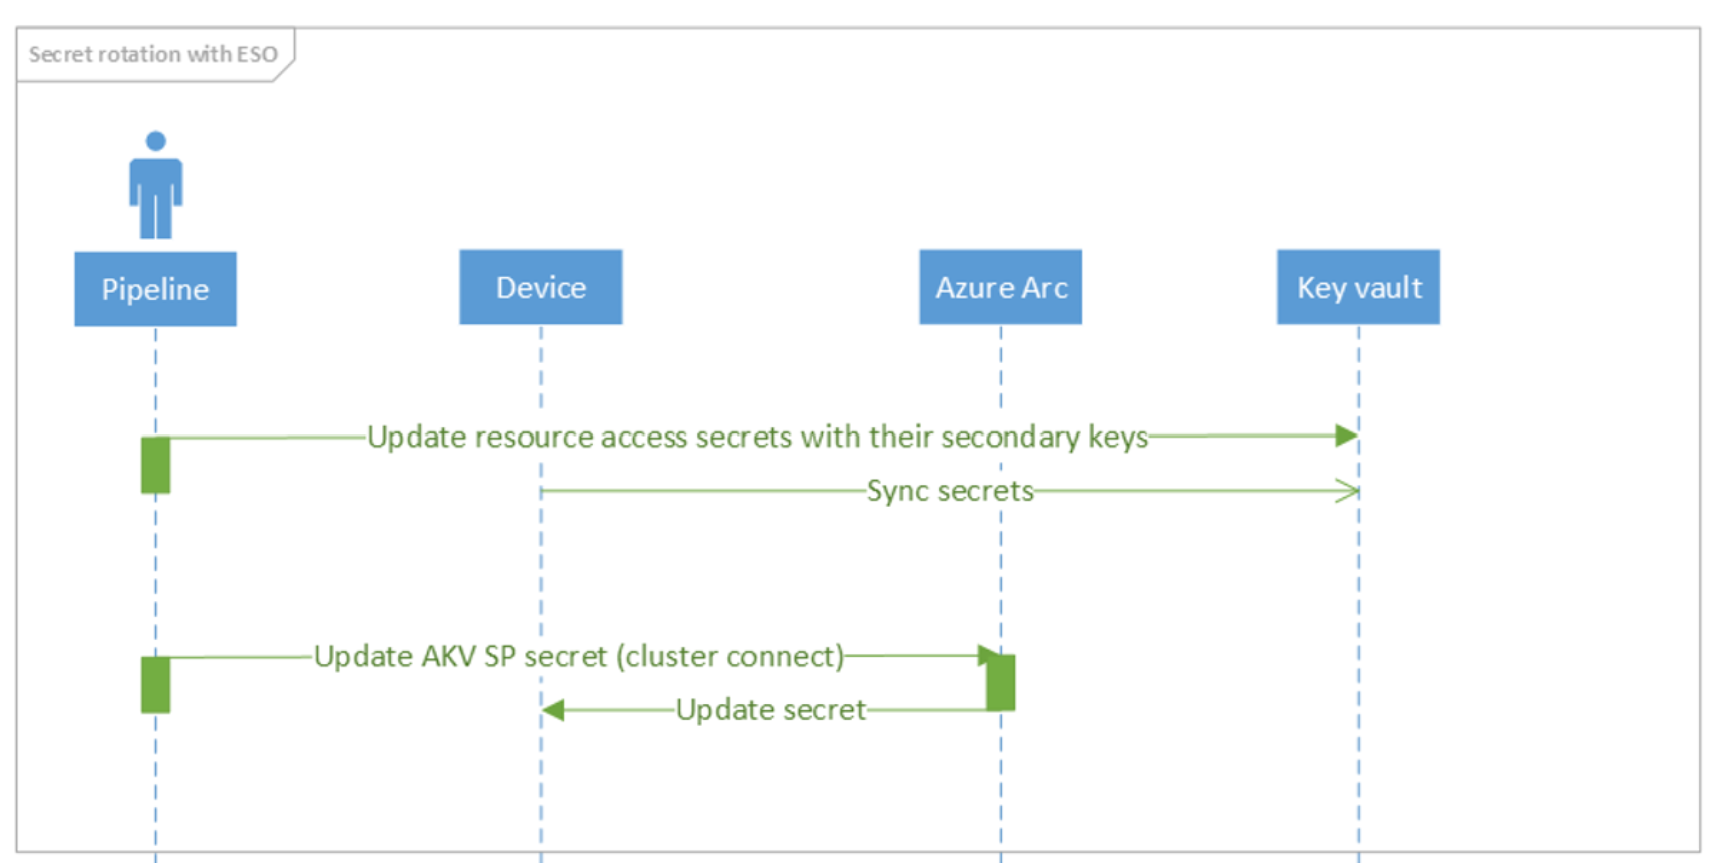 Secret rotation with ESO
Pipeline
Device
Azure Arc
Key vault
Update resource access secrets with their secondary keys
Sync secrets
Update AKV SP secret (cluster connect)
Update secret